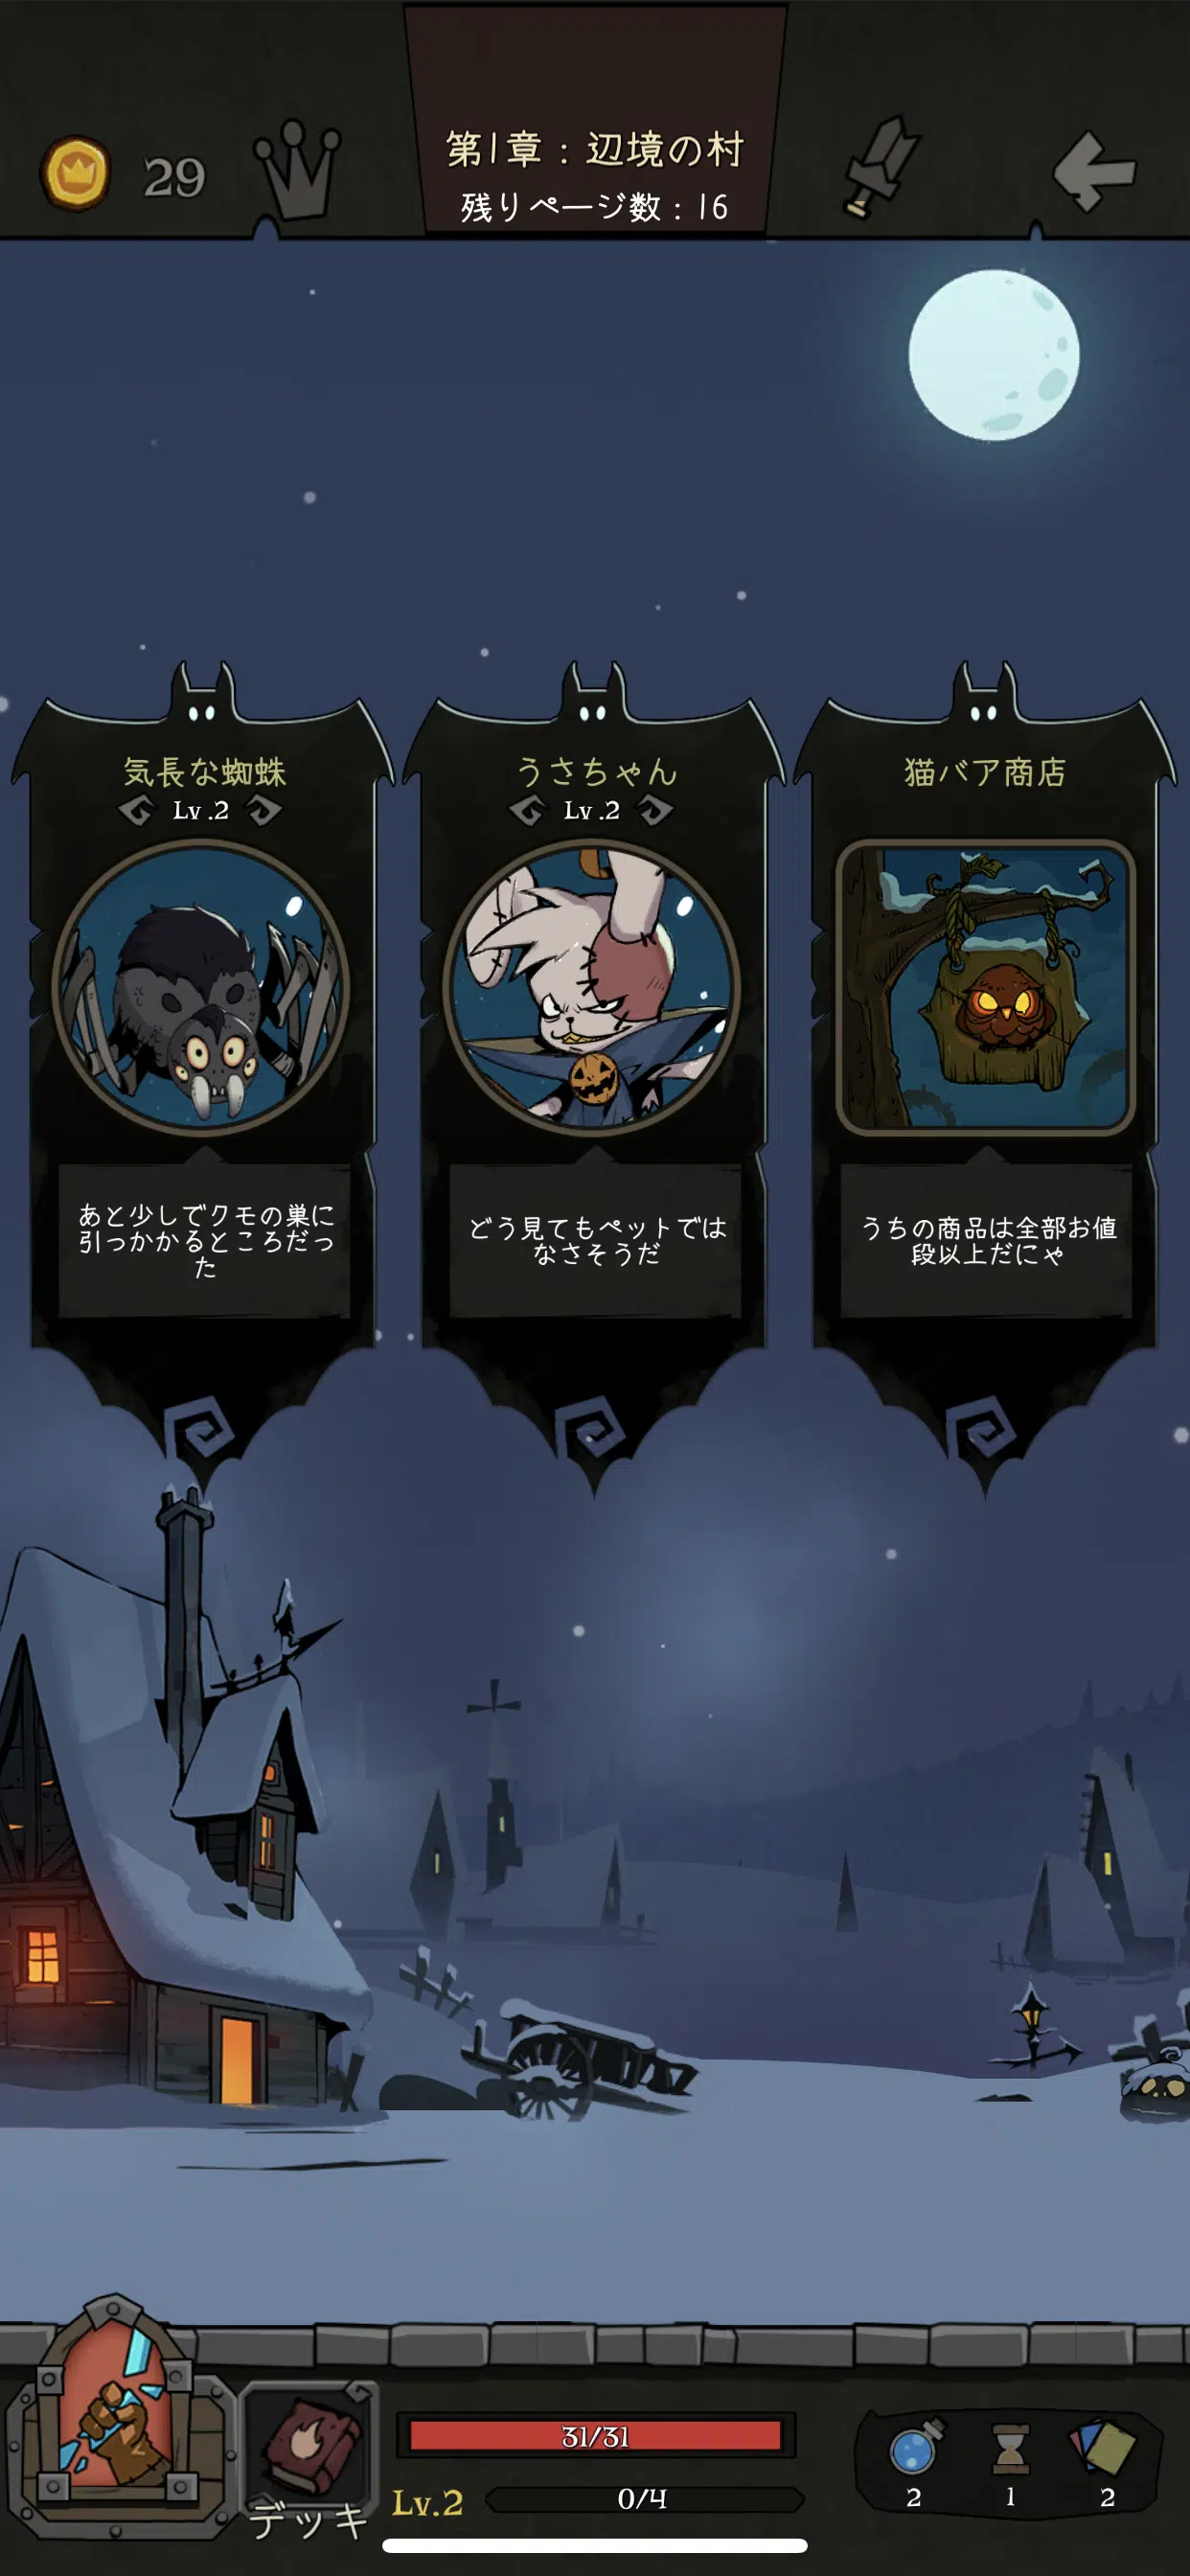 29
第1章：辺境の村
残りページ数：16
気長な蜘蛛
Lv.2
あと少しでクモの巣に
引っかかるところだっ
た
うさちゃん
Lv.2
どう見てもペットでは
なさそうだ
猫バア商店
うちの商品は全部お値
段以上だにゃ
デッキ
31/31
Lv.2
0/4
2
1
2